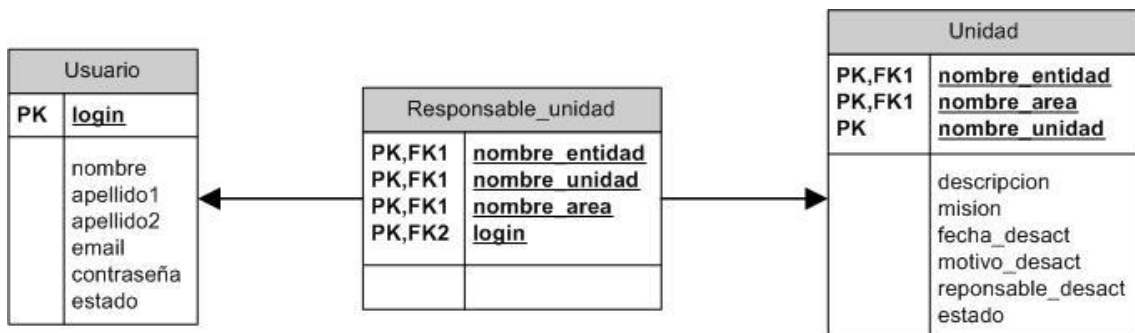 Usuario
PK login
nombre
apellido1
apellido2
email
contraseña
estado
Responsable_unidad
PK,FK1 nombre_entidad
PK,FK1 nombre_unidad
PK,FK1 nombre_area
PK,FK2 login
Unidad
PK,FK1 nombre_entidad
PK,FK1 nombre_area
PK nombre_unidad
descripcion
mision
fecha_desact
motivo_desact
reponsable_desact
estado